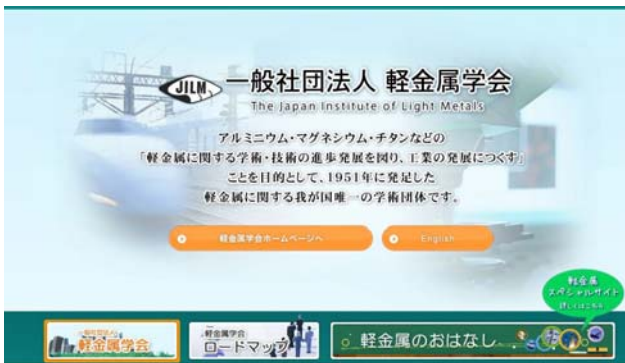 JILM
一般社団法人 軽金属学会
The Japan Institute of Light Metals
アルミニウム・マグネシウム・チタンなどの
「軽金属に関する学術・技術の進歩発展を図り、工業の発展につくす」
ことを目的として、1951年に発足した
軽金属に関する我が国唯一の学術団体です。
軽金属学会ホームページへ
English
軽金属
スペシャルサイト
詳しくはこちら
一般社団法人
軽金属学会
軽金属学会
ロードマップ
軽金属のおはなし